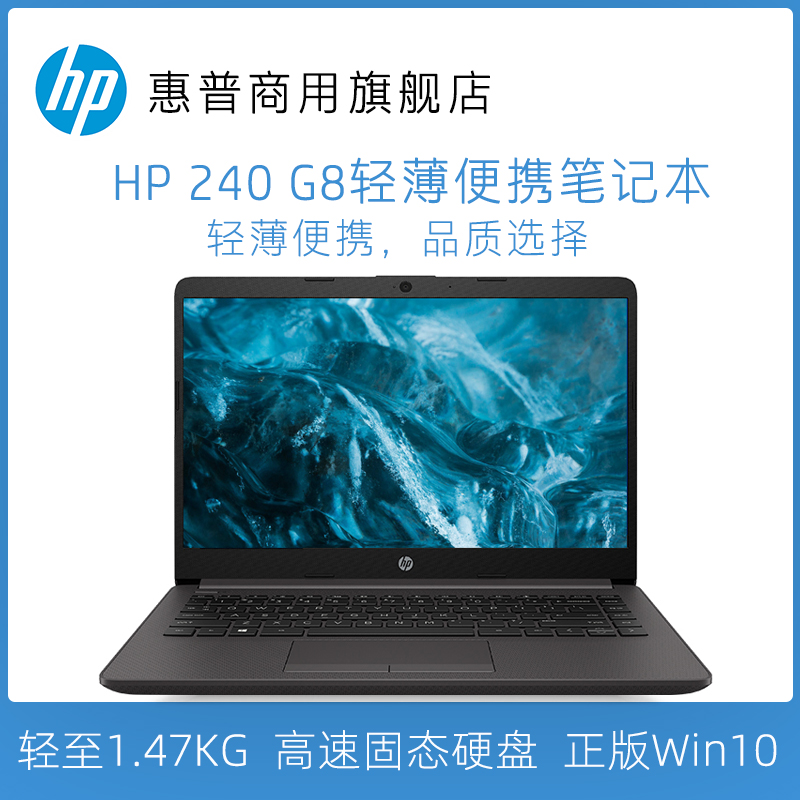 hp 惠普商用旗舰店
HP 240 G8轻薄便携笔记本
轻薄便携，品质选择
hp
轻至1.47KG 高速固态硬盘 正版Win10